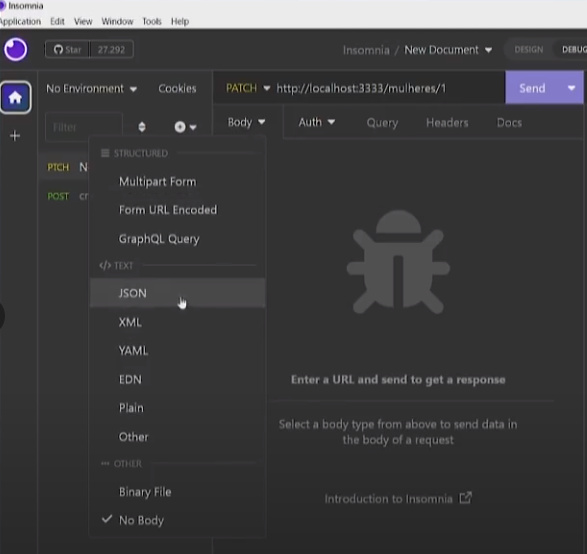 Insomnia
Application Edit View Window Tools Help
Star 27.292
Insomnia / New Document
DESIGN DEBUG
No Environment Cookies
PATCH http://localhost:3333/mulheres/1 Send
Filter
Body Auth Query Headers Docs
PTCH N
POST cr
STRUCTURED
Multipart Form
Form URL Encoded
GraphQL Query
</> TEXT
JSON
XML
YAML
EDN
Plain
Other
OTHER
Binary File
No Body
Enter a URL and send to get a response
Select a body type from above to send data in
the body of a request
Introduction to Insomnia